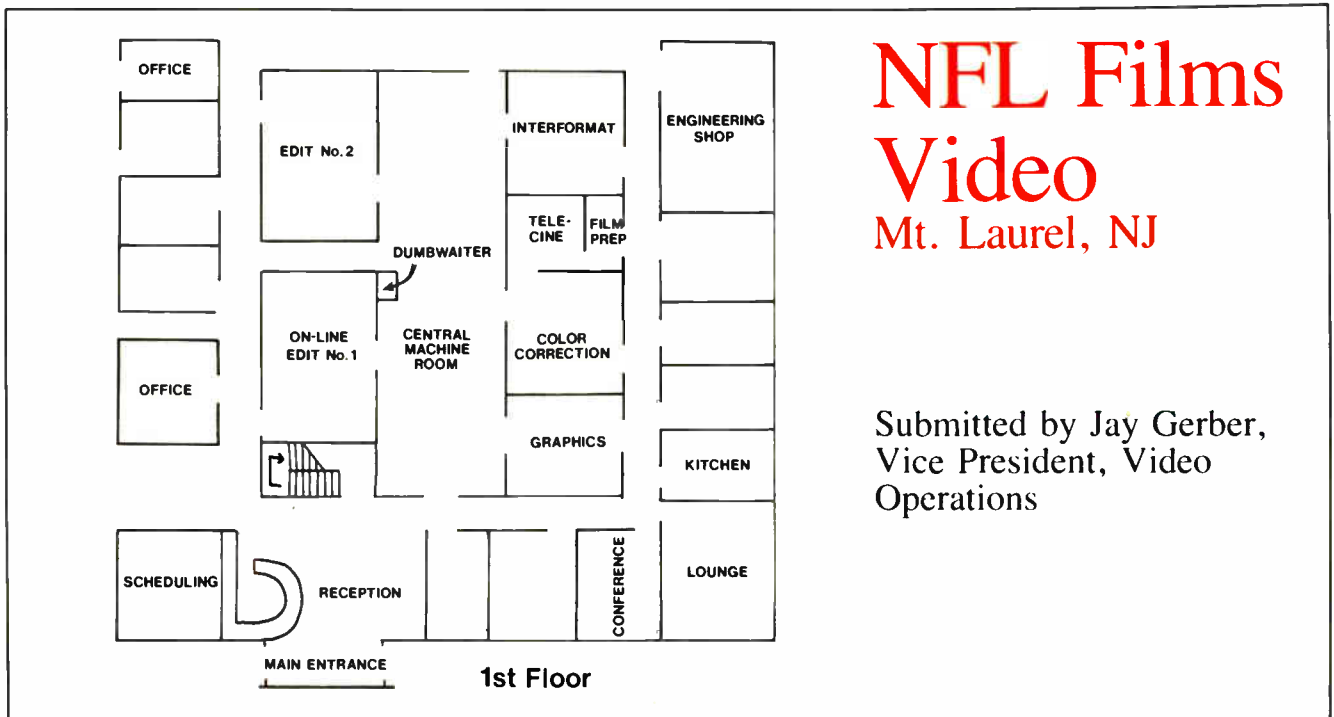 NFL Films
Video
Mt. Laurel, NJ
Submitted by Jay Gerber,
Vice President, Video
Operations
OFFICE
EDIT No. 2
INTERFORMAT
ENGINEERING
SHOP
TELE-
CINE
FILM
PREP
DUMBWAITER
ON-LINE
EDIT No. 1
CENTRAL
MACHINE
ROOM
COLOR
CORRECTION
OFFICE
GRAPHICS
KITCHEN
SCHEDULING
RECEPTION
CONFERENCE
LOUNGE
MAIN ENTRANCE
1st Floor